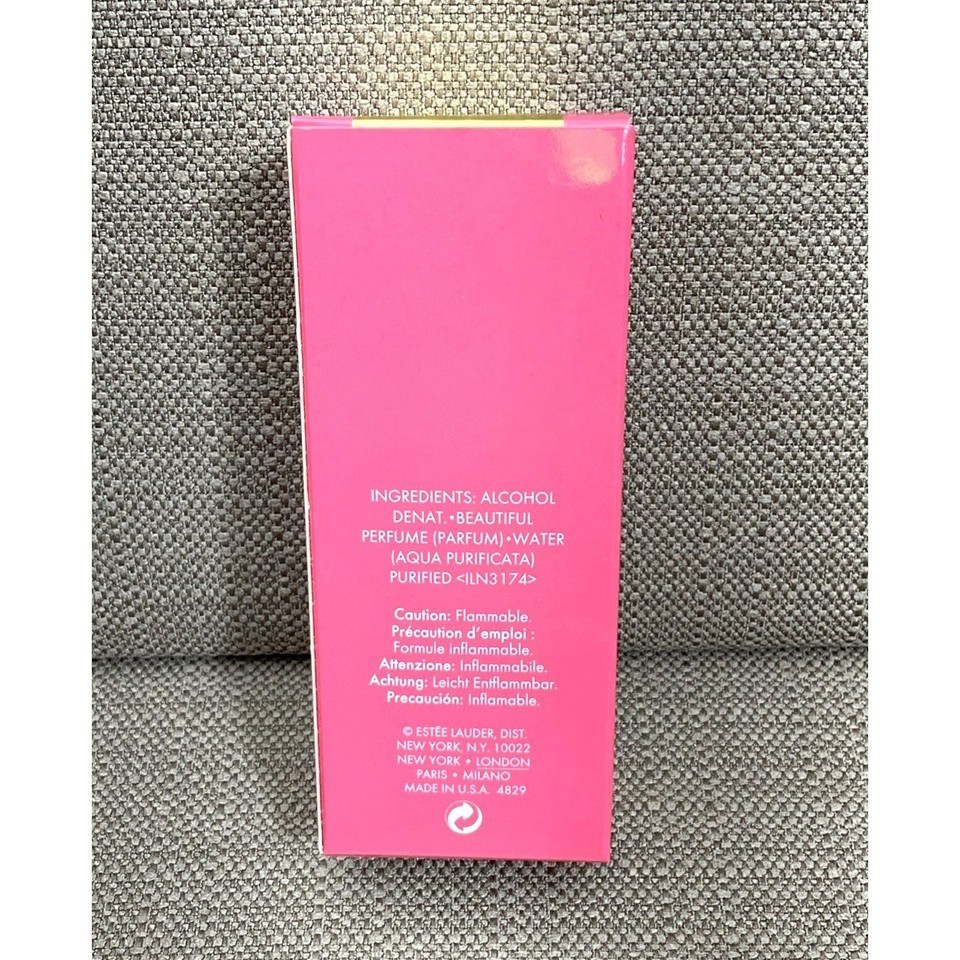 INGREDIENTS: ALCOHOL
DENAT.•BEAUTIFUL
PERFUME (PARFUM)•WATER
(AQUA PURIFICATA)
PURIFIED <ILN3174>
Caution: Flammable.
Précaution d'emploi :
Formule inflammable.
Attenzione: Inflammabile.
Achtung: Leicht Entflammbar.
Precaución: Inflamable.
© ESTÉE LAUDER, DIST.
NEW YORK, N.Y. 10022
NEW YORK • LONDON
PARIS • MILANO
MADE IN U.S.A. 4829